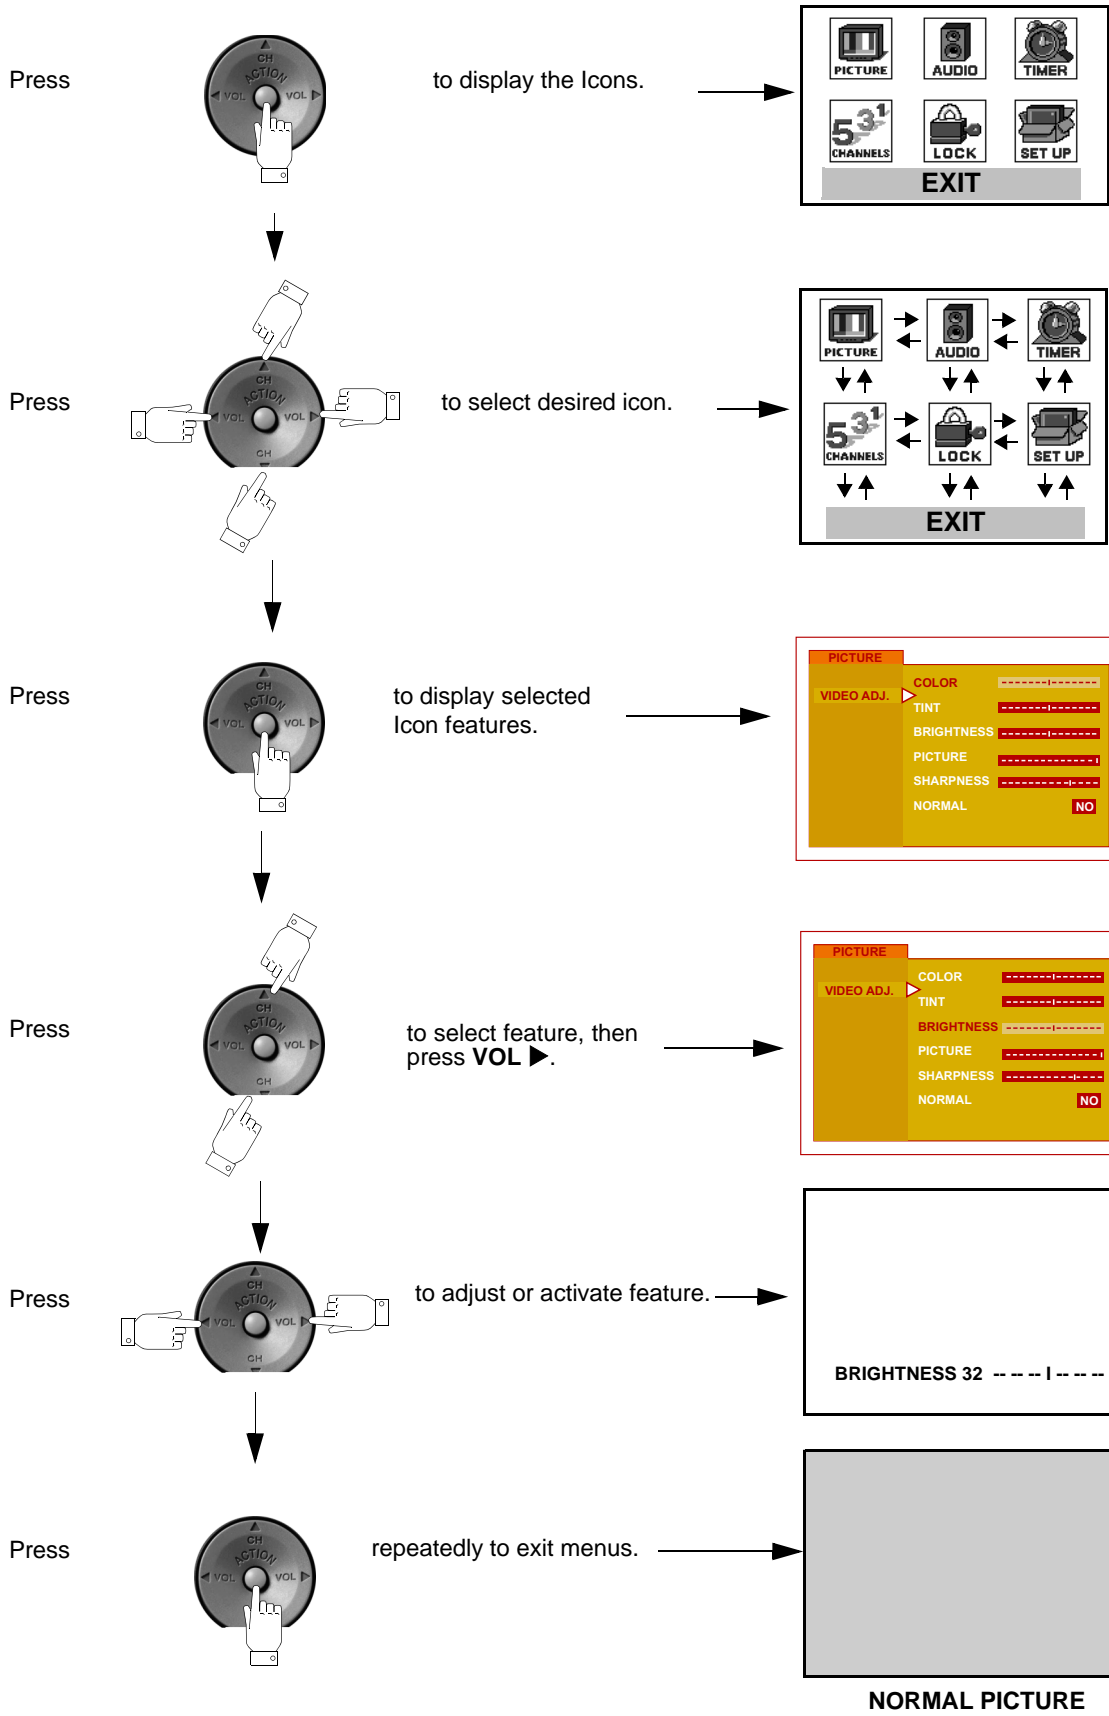 Press
CH
ACTION
VOL VOL
to display the Icons.
PICTURE AUDIO TIMER
5 3 1
CHANNELS LOCK SET UP
EXIT
Press
CH
ACTION
VOL VOL
CH
to select desired icon.
PICTURE AUDIO TIMER
5 3 1
CHANNELS LOCK SET UP
EXIT
Press
CH
ACTION
VOL VOL
to display selected
Icon features.
PICTURE
VIDEO ADJ.
COLOR
TINT
BRIGHTNESS
PICTURE
SHARPNESS
NORMAL NO
Press
CH
ACTION
VOL VOL
CH
to select feature, then
press VOL ▶.
PICTURE
VIDEO ADJ.
COLOR
TINT
BRIGHTNESS
PICTURE
SHARPNESS
NORMAL NO
Press
CH
ACTION
VOL VOL
CH
to adjust or activate feature.
BRIGHTNESS 32 -- -- -- I -- -- --
Press
CH
ACTION
VOL VOL
repeatedly to exit menus.
NORMAL PICTURE